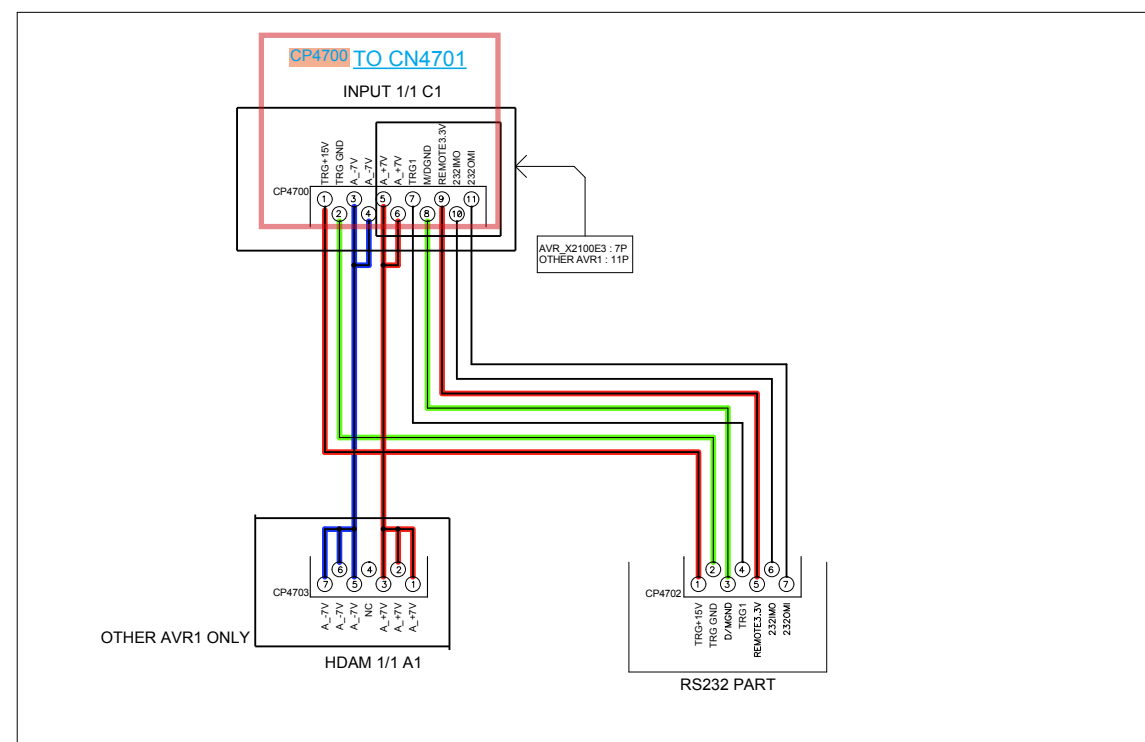 CP4700 TO CN4701
INPUT 1/1 C1
TRG+15V
TRG GND
A_-7V
A_-7V
A_+7V
A_+7V
TRG1
M/DGND
REMOTE3.3V
232IMO
232OMI
CP4700
1 3 5 7 9 11
2 4 6 8 10
AVR_X2100E3 : 7P
OTHER AVR1 : 11P
CP4703
6 4 2
7 5 3 1
A_-7V
A_-7V
A_-7V
NC
A_+7V
A_+7V
A_+7V
OTHER AVR1 ONLY
HDAM 1/1 A1
CP4702
2 4 6
1 3 5 7
TRG+15V
TRG GND
D/MGND
TRG1
REMOTE3.3V
232IMO
232OMI
RS232 PART